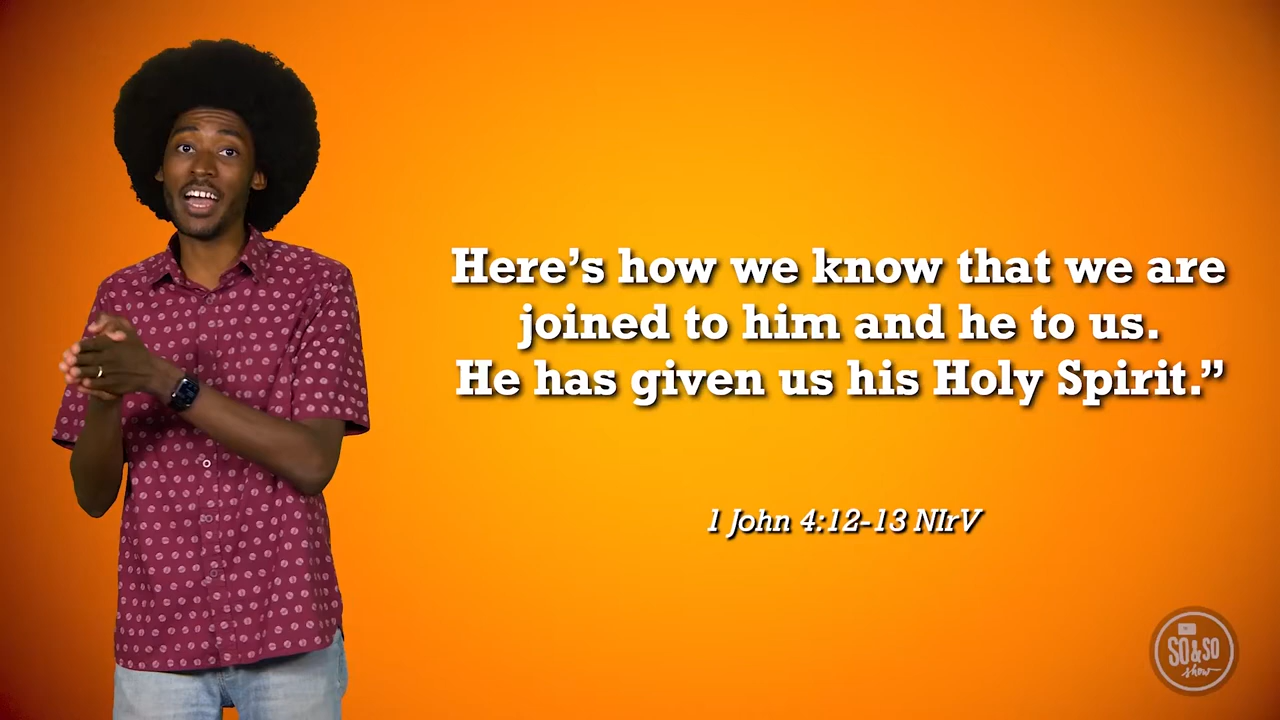 Here’s how we know that we are
joined to him and he to us.
He has given us his Holy Spirit.”
1 John 4:12-13 NIrV
SO & SO
show